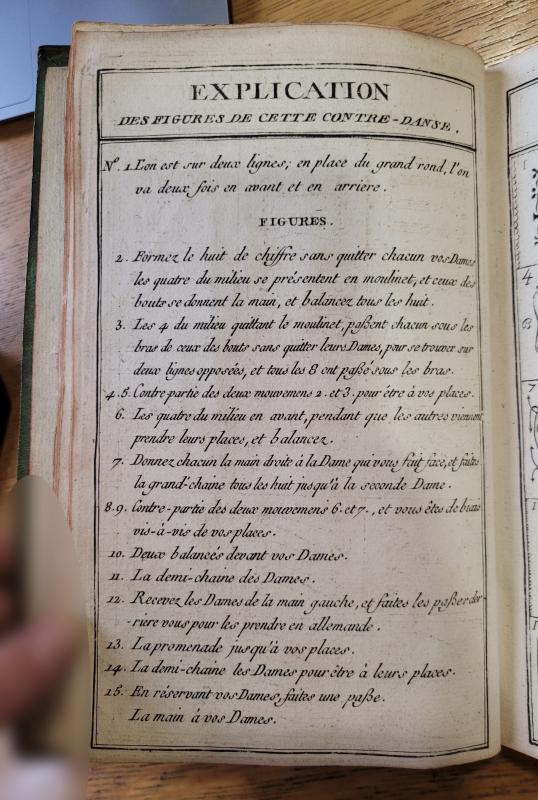 EXPLICATION
DES FIGURES DE CETTE CONTRE-DANSE.
No. 1. L'on est sur deux lignes; en place du grand rond, l'on
va deux fois en avant et en arriere.
FIGURES.
2. Formez le huit de chiffre sans quitter chacun vos Dames
les quatre du milieu se présentent en moulinet, et ceux des
bouts se donnent la main, et balancez tous les huit.
3. Les 4 du milieu quittant le moulinet, paßent chacun sous les
bras de ceux des bouts sans quitter leurs Dames, pour se trouver sur
deux lignes opposées, et tous les 8 ont paßé sous les bras.
4.5. Contre-partie des deux mouvemens 2. et 3. pour être à vos places.
6. Les quatre du milieu en avant, pendant que les autres viennent
prendre leurs places, et balancez.
7. Donnez chacun la main droite à la Dame qui vous fait face, et faites
la grand-chaine tous les huit jusqu'à la seconde Dame.
8.9. Contre-partie des deux mouvemens 6. et 7., et vous êtes de biais
vis-à-vis de vos places.
10. Deux balancés devant vos Dames.
11. La demi-chaine des Dames.
12. Recevez les Dames de la main gauche, et faites les paßer der-
-riere vous pour les prendre en allemande.
13. La promenade jusqu'à vos places.
14. La demi-chaine les Dames pour être à leurs places.
15. En réservant vos Dames, faites une paße.
La main à vos Dames.
4